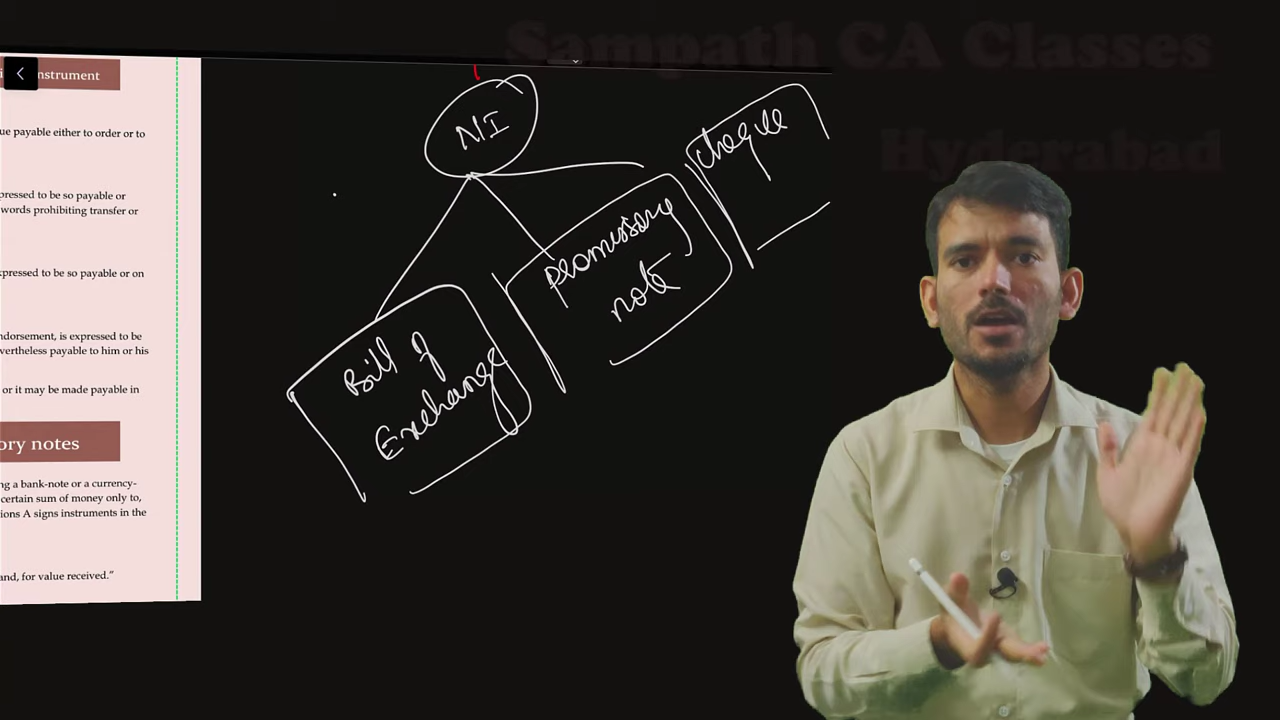 Sampath CA Classes
Hyderabad
nstrument
ue payable either to order or to
pressed to be so payable or
words prohibiting transfer or
xpressed to be so payable or on
ndorsement, is expressed to be
vertheless payable to him or his
or it may be made payable in
ory notes
ng a bank-note or a currency-
certain sum of money only to,
ions A signs instruments in the
and, for value received."
NI
Bill of
Exchange
promissory
note
cheque